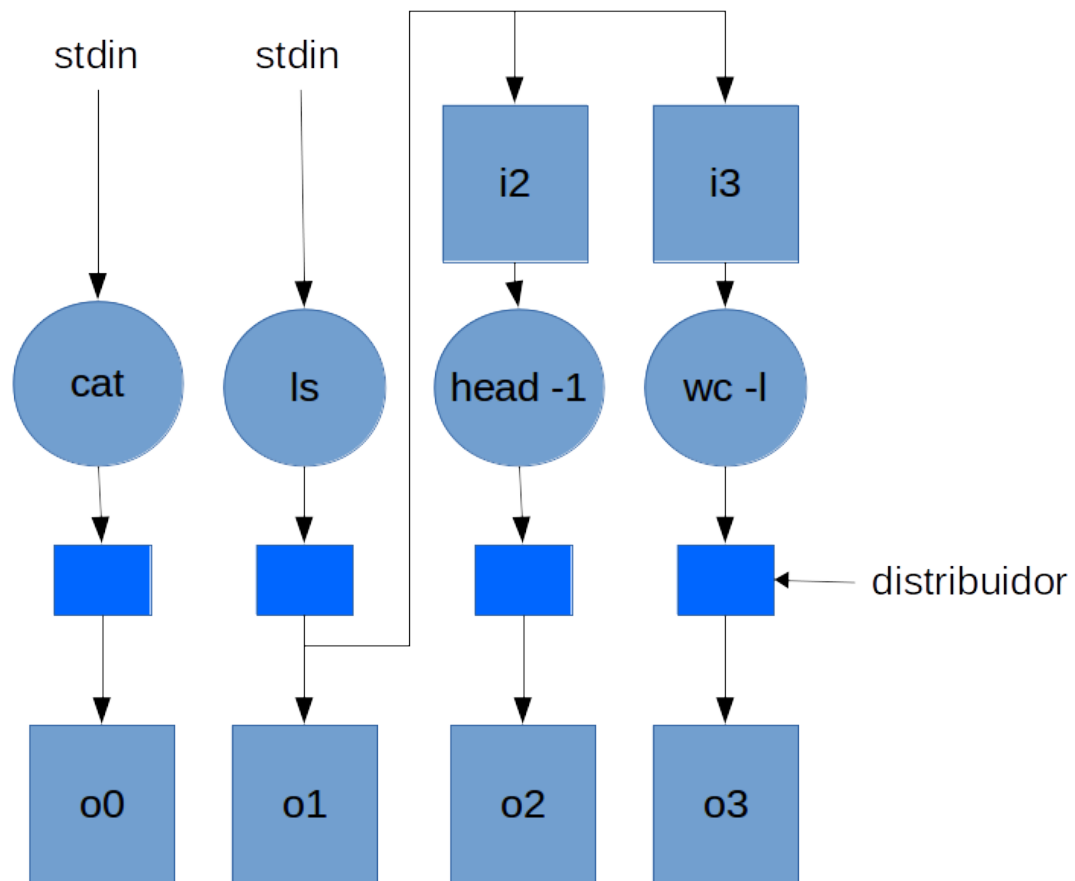 stdin
stdin
i2
i3
cat
ls
head -1
wc -l
distribuidor
o0
o1
o2
o3